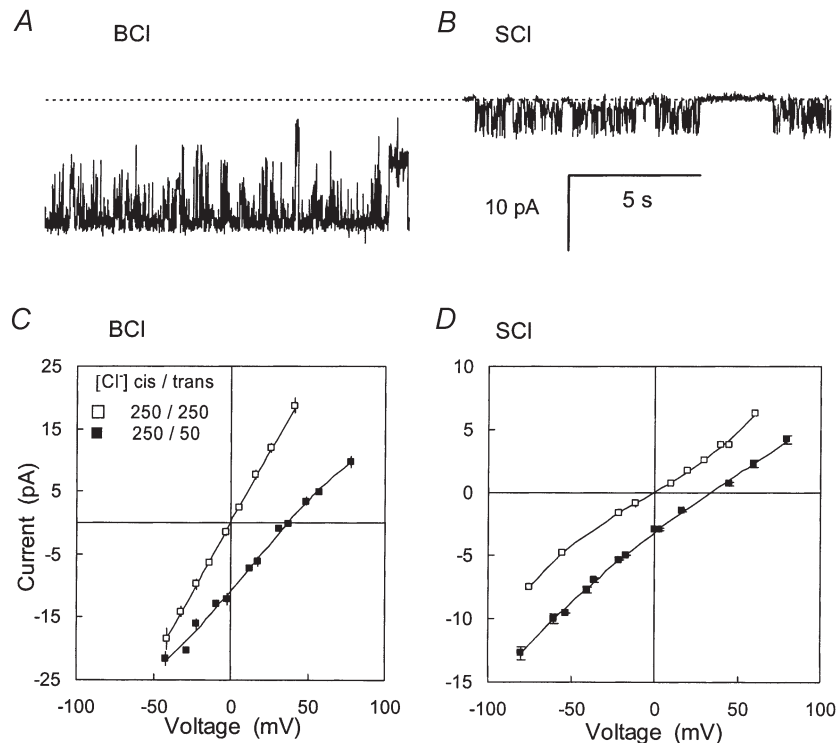 A
BCl
B
SCl
10 pA
5 s
C
BCl
D
SCl
[Cl-] cis / trans
250 / 250
250 / 50
Current (pA)
25
15
5
-5
-15
-25
-100
-50
0
50
100
Voltage (mV)
10
5
0
-5
-10
-15
-100
-50
0
50
100
Voltage (mV)